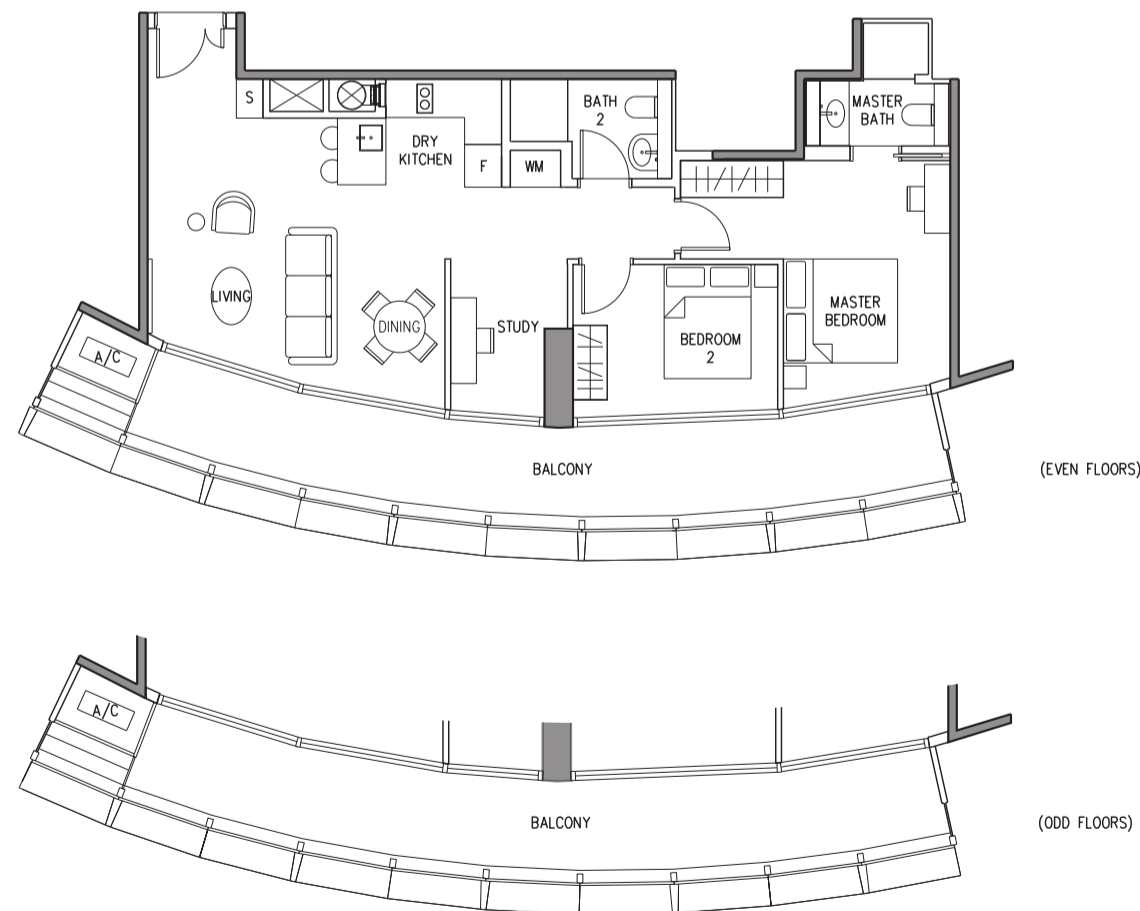 S
BATH
2
MASTER
BATH
DRY
KITCHEN
F
WM
LIVING
DINING
STUDY
BEDROOM
2
MASTER
BEDROOM
A/C
BALCONY
(EVEN FLOORS)
A/C
BALCONY
(ODD FLOORS)